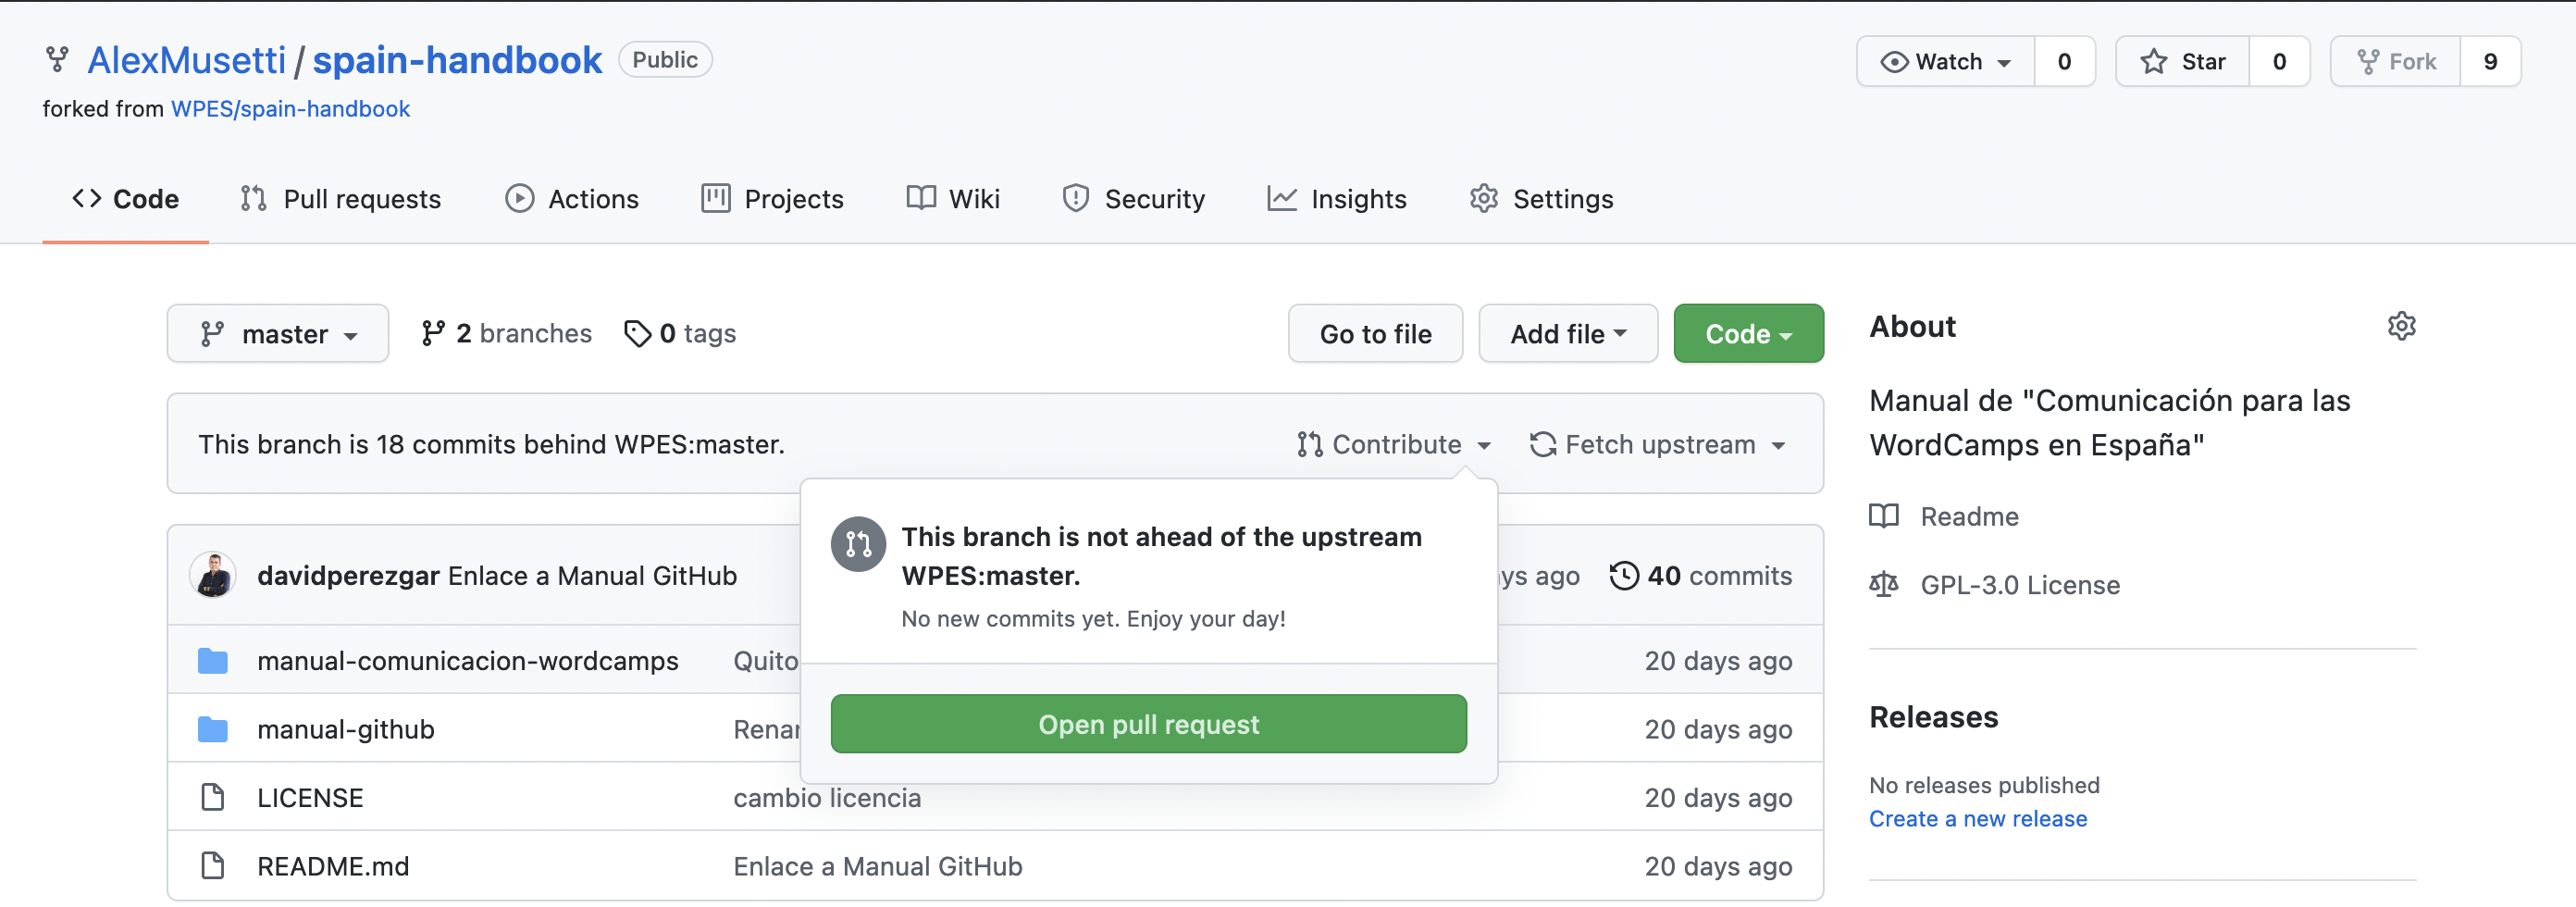 AlexMusetti / spain-handbook Public
Watch 0 Star 0 Fork 9
forked from WPES/spain-handbook
Code Pull requests Actions Projects Wiki Security Insights Settings
master 2 branches 0 tags Go to file Add file Code
This branch is 18 commits behind WPES:master. Contribute Fetch upstream
This branch is not ahead of the upstream
WPES:master.
No new commits yet. Enjoy your day!
Open pull request
davidperezgar Enlace a Manual GitHub ago 40 commits
manual-comunicacion-wordcamps Quito 20 days ago
manual-github 20 days ago
LICENSE cambio licencia 20 days ago
README.md Enlace a Manual GitHub 20 days ago
About
Manual de "Comunicación para las
WordCamps en España"
Readme
GPL-3.0 License
Releases
No releases published
Create a new release